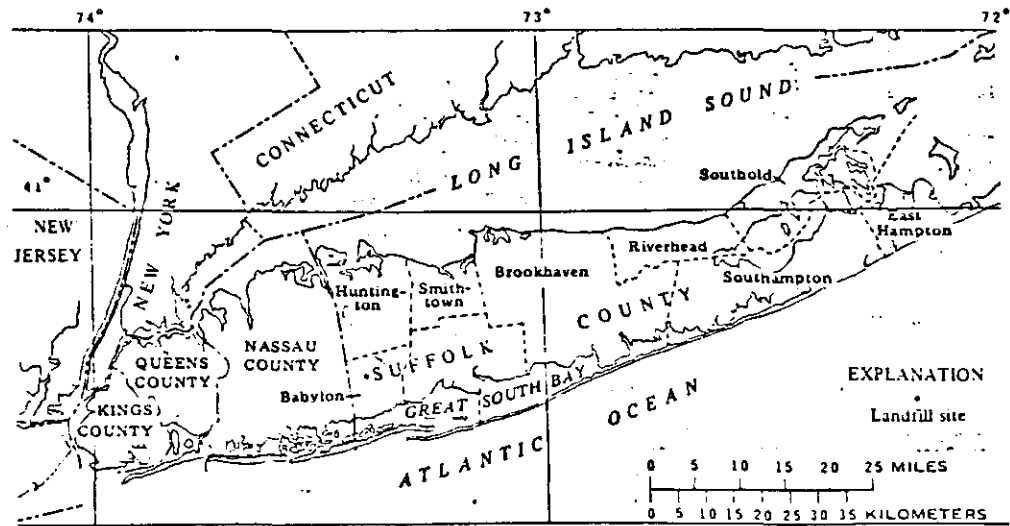 74°
73°
72°
CONNECTICUT
LONG ISLAND SOUND
41°
NEW
JERSEY
NEW YORK
Southold
East
Hampton
Riverhead
Southampton
Brookhaven
Hunting-
ton
Smith-
town
COUNTY
SUFFOLK
NASSAU
COUNTY
QUEENS
COUNTY
KINGS
COUNTY
Babylon
GREAT SOUTH BAY
ATLANTIC OCEAN
EXPLANATION
Landfill site
0 5 10 15 20 25 MILES
0 5 10 15 20 25 30 35 KILOMETERS